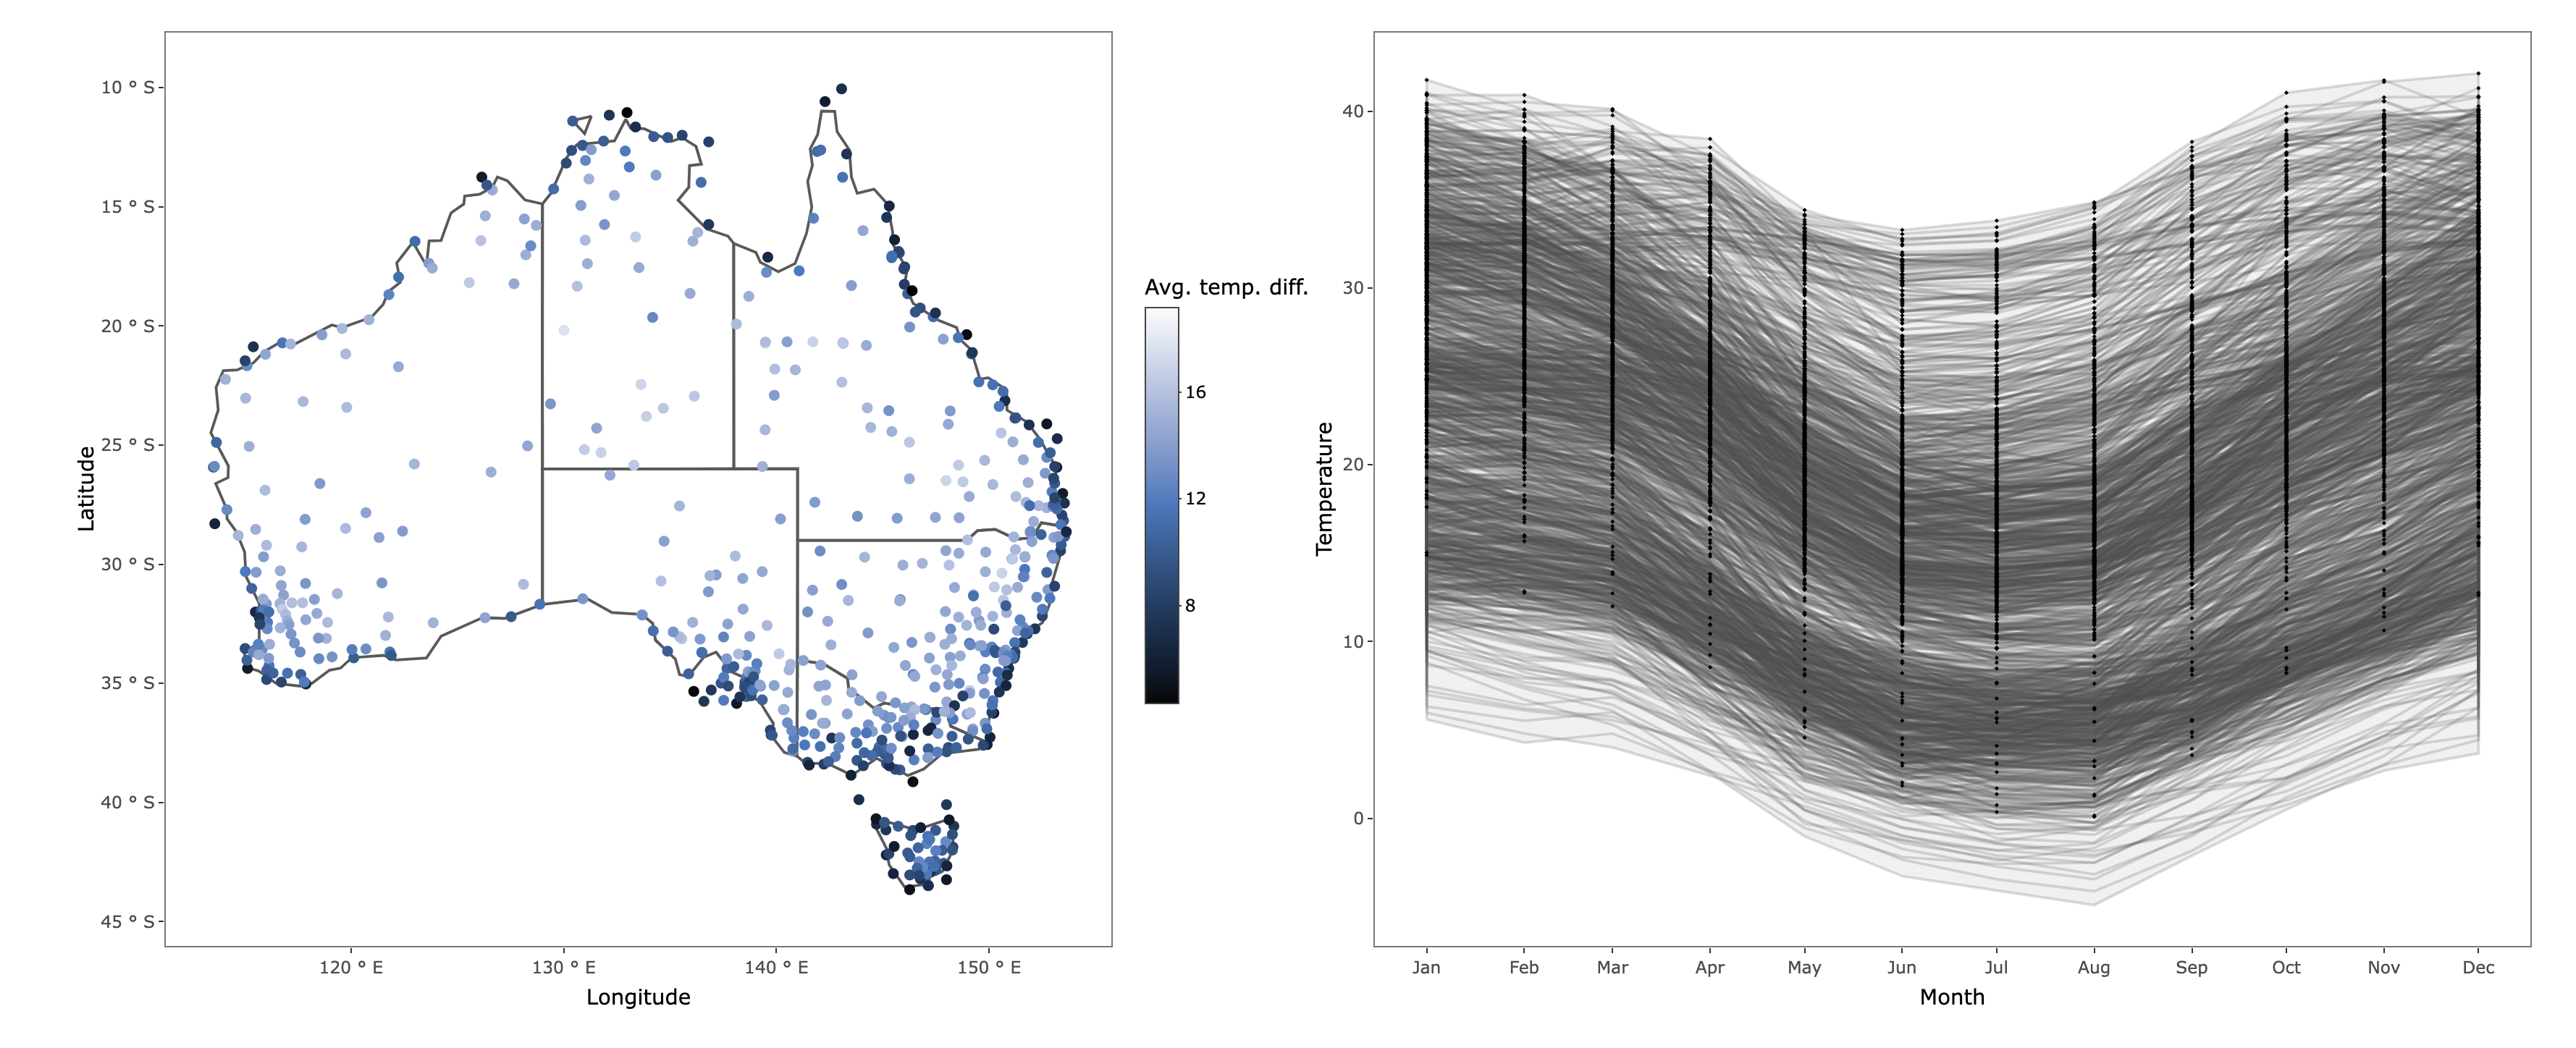 10 ° S
15 ° S
20 ° S
25 ° S
30 ° S
35 ° S
40 ° S
45 ° S
Latitude
120 ° E 130 ° E 140 ° E 150 ° E
Longitude
Avg. temp. diff.
16
12
8
40
30
20
10
0
Temperature
Jan Feb Mar Apr May Jun Jul Aug Sep Oct Nov Dec
Month